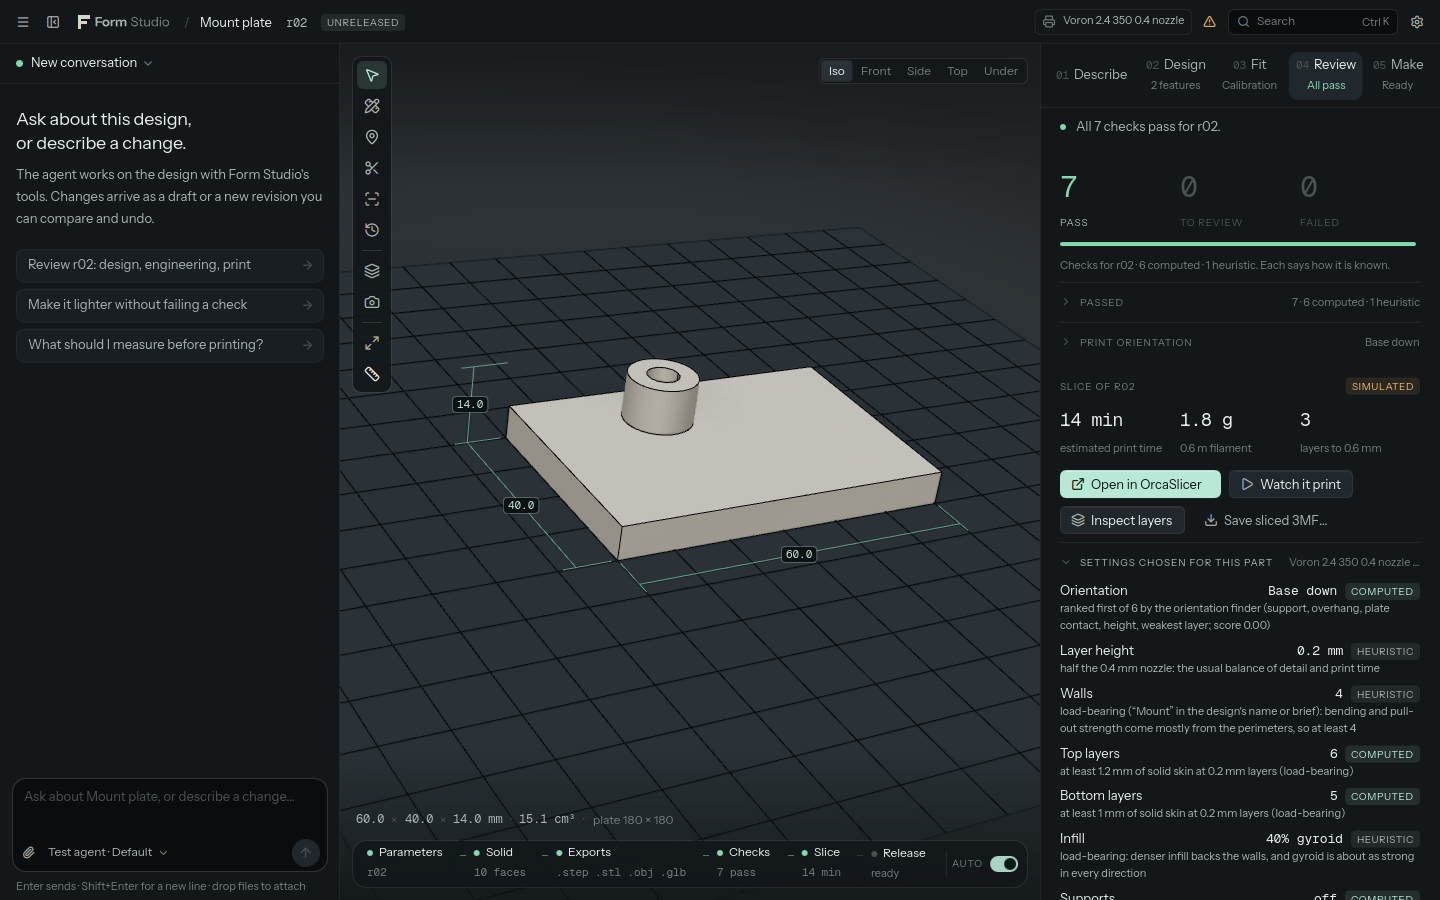 Form Studio / Mount plate r02 UNRELEASED
Voron 2.4 350 0.4 nozzle
Search Ctrl K
New conversation
Ask about this design,
or describe a change.
The agent works on the design with Form Studio's
tools. Changes arrive as a draft or a new revision you
can compare and undo.
Review r02: design, engineering, print
Make it lighter without failing a check
What should I measure before printing?
Ask about Mount plate, or describe a change…
Test agent · Default
Enter sends · Shift+Enter for a new line · drop files to attach
Iso Front Side Top Under
14.0
40.0
60.0
60.0 × 40.0 × 14.0 mm · 15.1 cm³ · plate 180 × 180
Parameters Solid Exports Checks Slice Release
r02 10 faces .step .stl .obj .glb 7 pass 14 min ready
AUTO
01 Describe
02 Design
2 features
03 Fit
Calibration
04 Review
All pass
05 Make
Ready
All 7 checks pass for r02.
7 0 0
PASS TO REVIEW FAILED
Checks for r02 · 6 computed · 1 heuristic. Each says how it is known.
PASSED 7 · 6 computed · 1 heuristic
PRINT ORIENTATION Base down
SLICE OF R02 SIMULATED
14 min 1.8 g 3
estimated print time 0.6 m filament layers to 0.6 mm
Open in OrcaSlicer Watch it print
Inspect layers Save sliced 3MF…
SETTINGS CHOSEN FOR THIS PART Voron 2.4 350 0.4 nozzle …
Orientation Base down COMPUTED
ranked first of 6 by the orientation finder (support, overhang, plate
contact, height, weakest layer; score 0.00)
Layer height 0.2 mm HEURISTIC
half the 0.4 mm nozzle: the usual balance of detail and print time
Walls 4 HEURISTIC
load-bearing (“Mount” in the design's name or brief): bending and pull-
out strength come mostly from the perimeters, so at least 4
Top layers 6 COMPUTED
at least 1.2 mm of solid skin at 0.2 mm layers (load-bearing)
Bottom layers 5 COMPUTED
at least 1 mm of solid skin at 0.2 mm layers (load-bearing)
Infill 40% gyroid HEURISTIC
load-bearing: denser infill backs the walls, and gyroid is about as strong
in every direction
Supports off COMPUTED